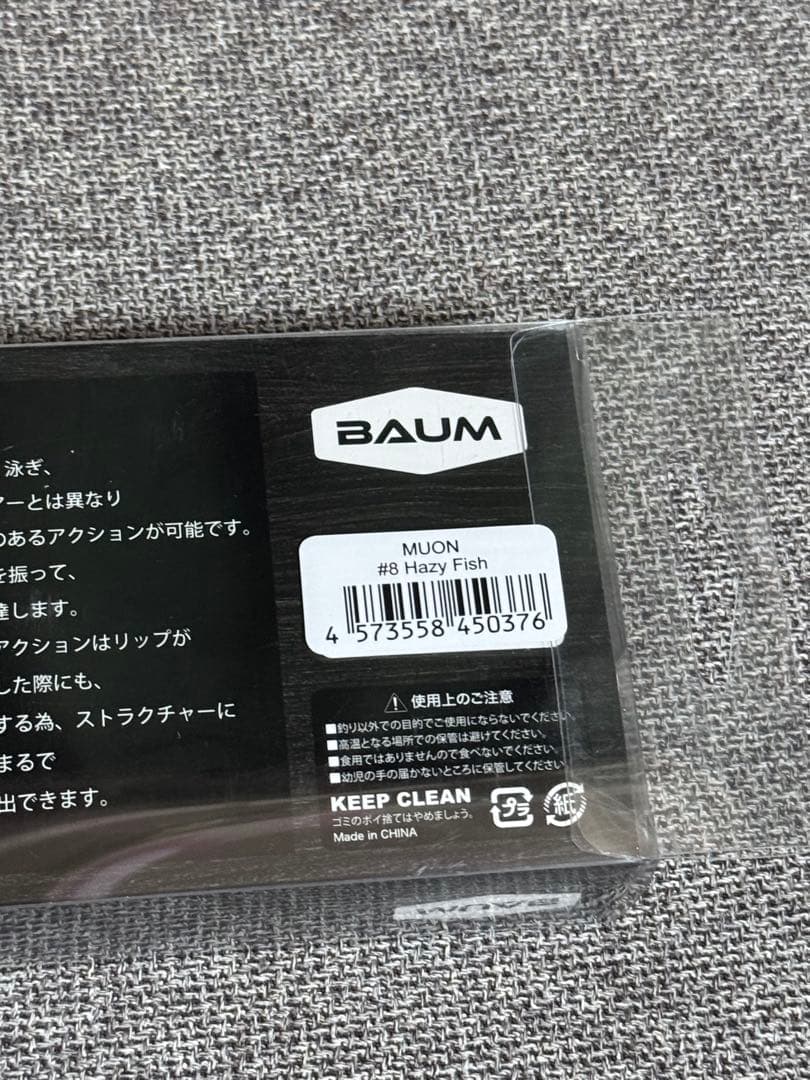 泳ぎ、
アーとは異なり
のあるアクションが可能です。
を振って、
達します。
アクションはリップが
した際にも、
する為、ストラクチャーに
まるで
出できます。
BAUM
MUON
#8 Hazy Fish
4 573558 450376
使用上のご注意
■釣り以外での目的でご使用にならないでください。
■高温となる場所での保管は避けてください。
■食用ではありませんので食べないでください。
■幼児の手の届かないところに保管してください
KEEP CLEAN
プラ
紙
ゴミのポイ捨てはやめましょう。
Made in CHINA
BAUM